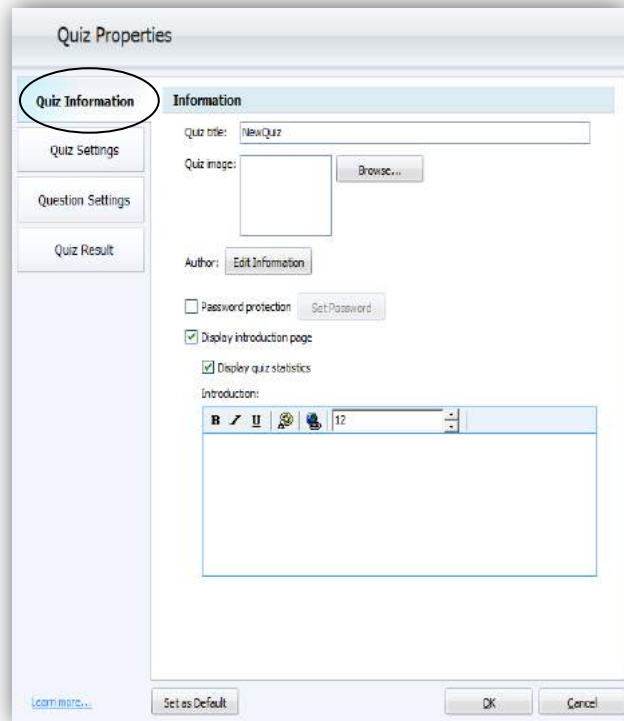 Quiz Properties
Quiz Information
Quiz Settings
Question Settings
Quiz Result
Information
Quiz title: NewQuiz
Quiz image: Browse...
Author: Edit Information
Password protection Set Password
Display introduction page
Display quiz statistics
Introduction:
B I U 12
Learn more... Set as Default OK Cancel